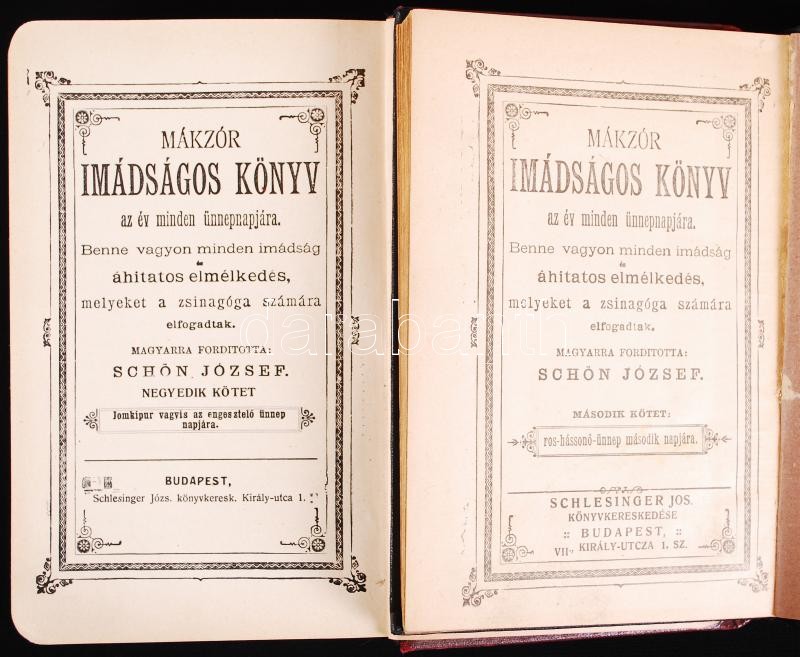 MÁKZÓR
IMÁDSÁGOS KÖNYV
az év minden ünnepnapjára.
Benne vagyon minden imádság
és
áhitatos elmélkedés,
melyeket a zsinagóga számára
elfogadtak.
MAGYARRA FORDITOTTA:
SCHÖN JÓZSEF.
NEGYEDIK KÖTET
Jomkipur vagyis az engesztelő ünnep
napjára.
BUDAPEST,
Schlesinger Józs. könyvkeresk. Király-utca 1.
MÁKZÓR
IMÁDSÁGOS KÖNYV
az év minden ünnepnapjára.
Benne vagyon minden imádság
és
áhitatos elmélkedés,
melyeket a zsinagóga számára
elfogadtak.
MAGYARRA FORDITOTTA:
SCHÖN JÓZSEF.
MÁSODIK KÖTET:
ros-hássonó-ünnep második napjára.
SCHLESINGER JOS.
KÖNYVKERESKEDÉSE
:: BUDAPEST, ::
VII., KIRÁLY-UTCZA 1. SZ.
darabanth